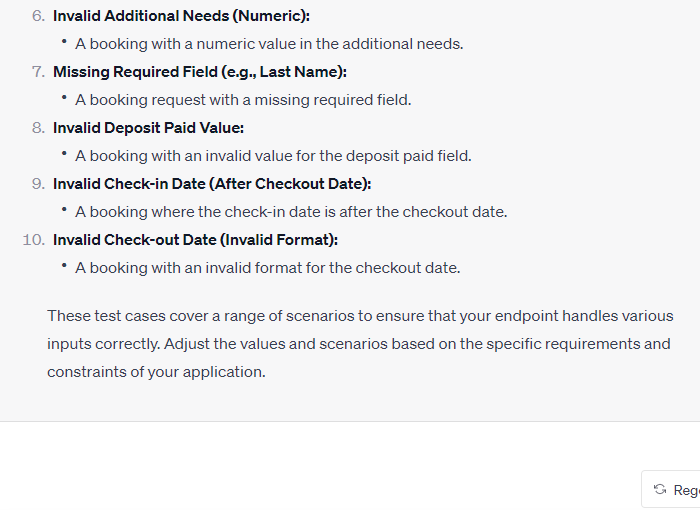 6. Invalid Additional Needs (Numeric):
• A booking with a numeric value in the additional needs.
7. Missing Required Field (e.g., Last Name):
• A booking request with a missing required field.
8. Invalid Deposit Paid Value:
• A booking with an invalid value for the deposit paid field.
9. Invalid Check-in Date (After Checkout Date):
• A booking where the check-in date is after the checkout date.
10. Invalid Check-out Date (Invalid Format):
• A booking with an invalid format for the checkout date.
These test cases cover a range of scenarios to ensure that your endpoint handles various
inputs correctly. Adjust the values and scenarios based on the specific requirements and
constraints of your application.